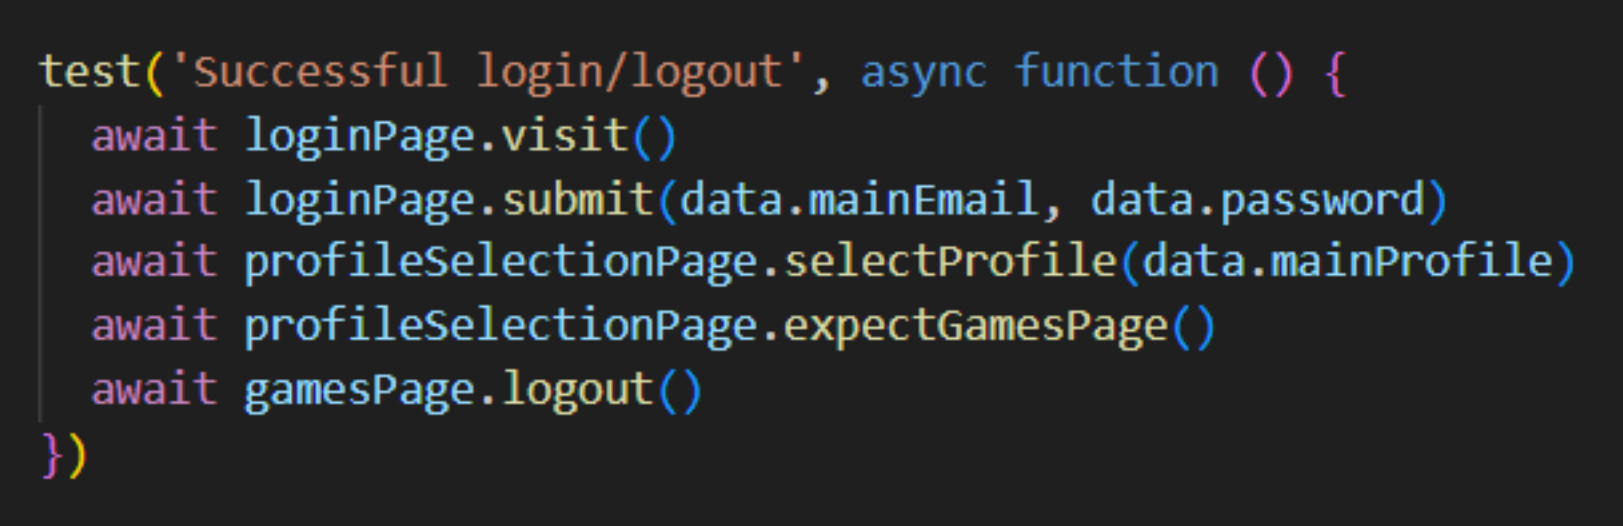 test('Successful login/logout', async function () {
  await loginPage.visit()
  await loginPage.submit(data.mainEmail, data.password)
  await profileSelectionPage.selectProfile(data.mainProfile)
  await profileSelectionPage.expectGamesPage()
  await gamesPage.logout()
})